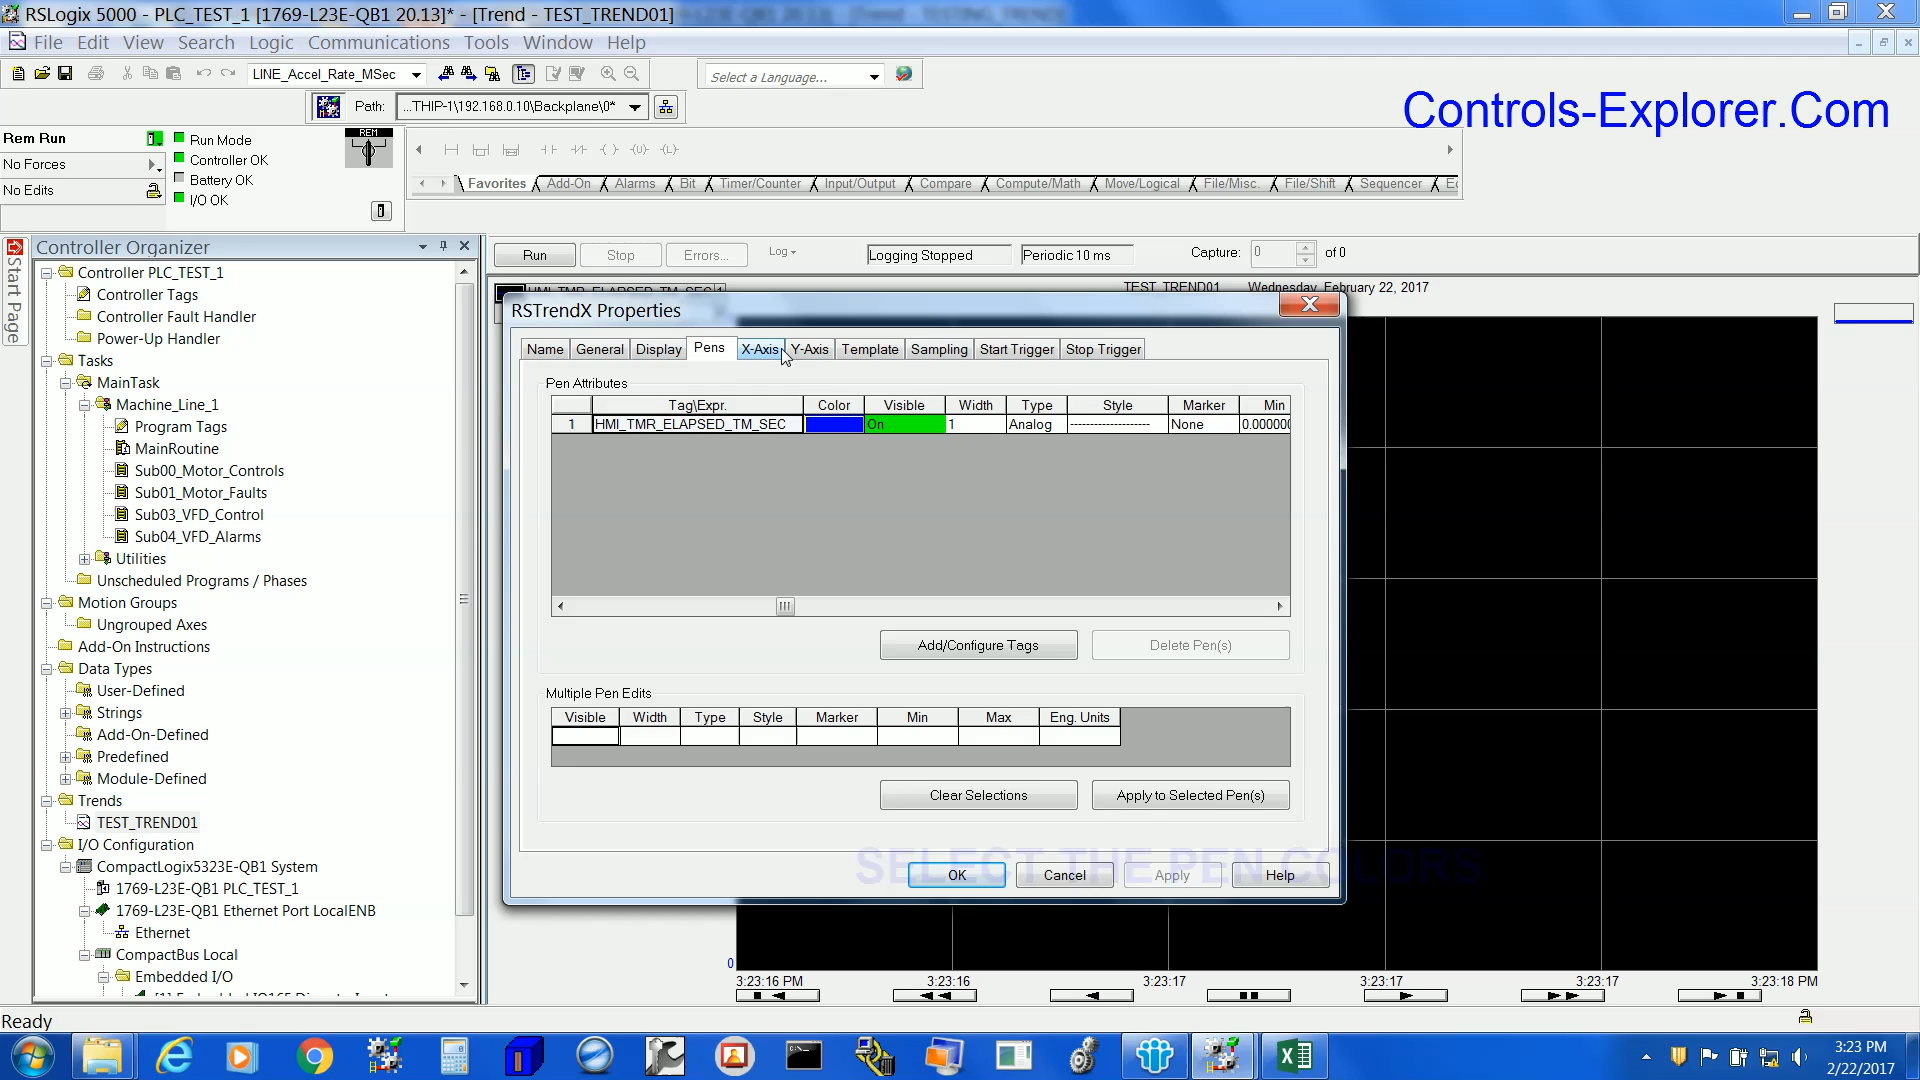 RSLogix 5000 - PLC_TEST_1 [1769-L23E-QB1 20.13]* - [Trend - TEST_TREND01]
File Edit View Search Logic Communications Tools Window Help
LINE_Accel_Rate_MSec
Select a Language...
Path: ...THIP-1\192.168.0.10\Backplane\0*
Controls-Explorer.Com
Rem Run
No Forces
No Edits
Run Mode
Controller OK
Battery OK
I/O OK
REM
Favorites Add-On Alarms Bit Timer/Counter Input/Output Compare Compute/Math Move/Logical File/Misc. File/Shift Sequencer
Start Page
Controller Organizer
Controller PLC_TEST_1
Controller Tags
Controller Fault Handler
Power-Up Handler
Tasks
MainTask
Machine_Line_1
Program Tags
MainRoutine
Sub00_Motor_Controls
Sub01_Motor_Faults
Sub03_VFD_Control
Sub04_VFD_Alarms
Utilities
Unscheduled Programs / Phases
Motion Groups
Ungrouped Axes
Add-On Instructions
Data Types
User-Defined
Strings
Add-On-Defined
Predefined
Module-Defined
Trends
TEST_TREND01
I/O Configuration
CompactLogix5323E-QB1 System
1769-L23E-QB1 PLC_TEST_1
1769-L23E-QB1 Ethernet Port LocalENB
Ethernet
CompactBus Local
Embedded I/O
Run Stop Errors... Log Logging Stopped Periodic 10 ms Capture: 0 of 0
TEST_TREND01 Wednesday, February 22, 2017
RSTrendX Properties
Name General Display Pens X-Axis Y-Axis Template Sampling Start Trigger Stop Trigger
Pen Attributes
Tag\Expr. Color Visible Width Type Style Marker Min
1 HMI_TMR_ELAPSED_TM_SEC On 1 Analog None 0.000000
Add/Configure Tags Delete Pen(s)
Multiple Pen Edits
Visible Width Type Style Marker Min Max Eng. Units
Clear Selections Apply to Selected Pen(s)
SELECT THE PEN COLORS
OK Cancel Apply Help
0
3:23:16 PM 3:23:16 3:23:17 3:23:17 3:23:17 3:23:18 PM
Ready
3:23 PM
2/22/2017